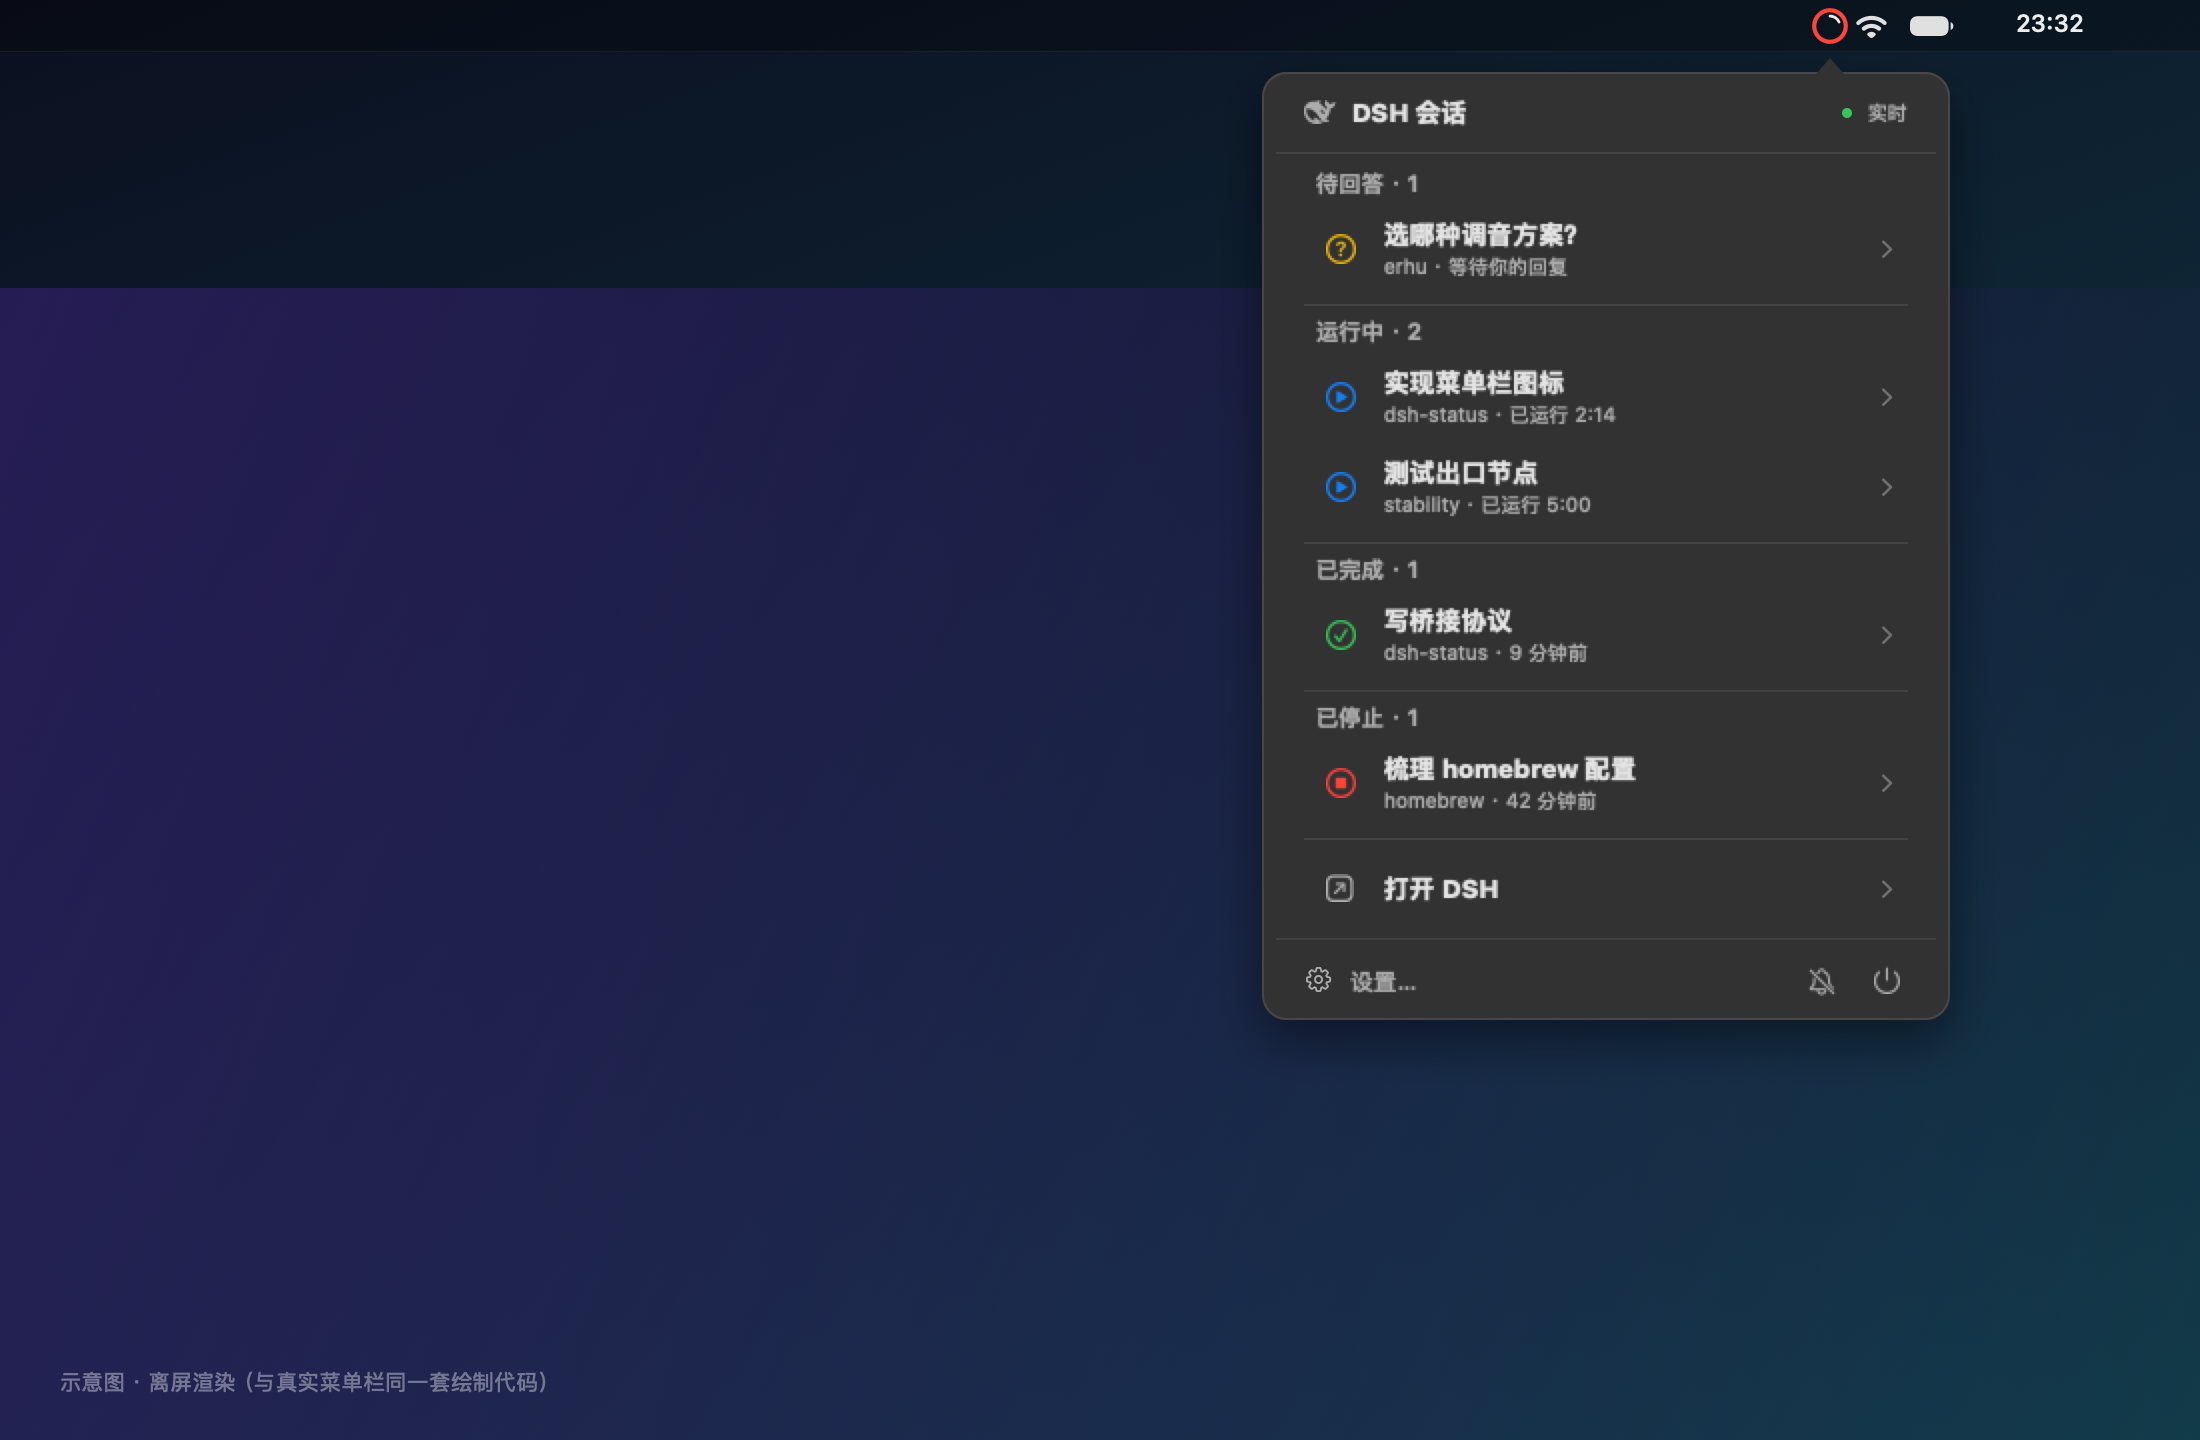 23:32
DSH 会话
实时
待回答 · 1
选哪种调音方案?
erhu · 等待你的回复
运行中 · 2
实现菜单栏图标
dsh-status · 已运行 2:14
测试出口节点
stability · 已运行 5:00
已完成 · 1
写桥接协议
dsh-status · 9 分钟前
已停止 · 1
梳理 homebrew 配置
homebrew · 42 分钟前
打开 DSH
设置...
示意图 · 离屏渲染（与真实菜单栏同一套绘制代码）